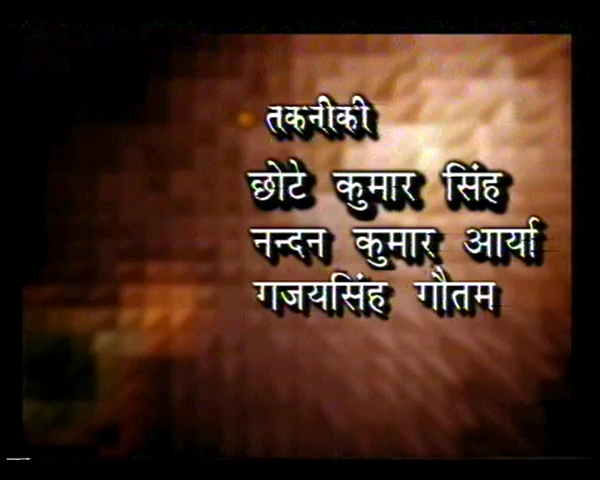 तकनीकी
छोटे कुमार सिंह
नन्दन कुमार आर्या
गजयसिंह गौतम